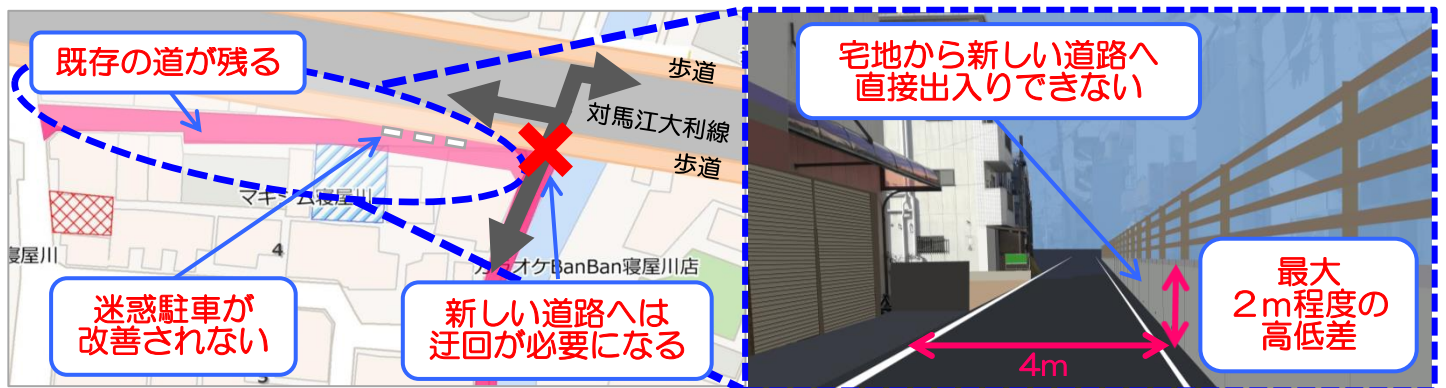 既存の道が残る
歩道
対馬江大利線
歩道
マキシム寝屋川
4
寝屋川
カラオケBanBan寝屋川店
迷惑駐車が
改善されない
新しい道路へは
迂回が必要になる
宅地から新しい道路へ
直接出入りできない
最大
２ｍ程度の
高低差
4m